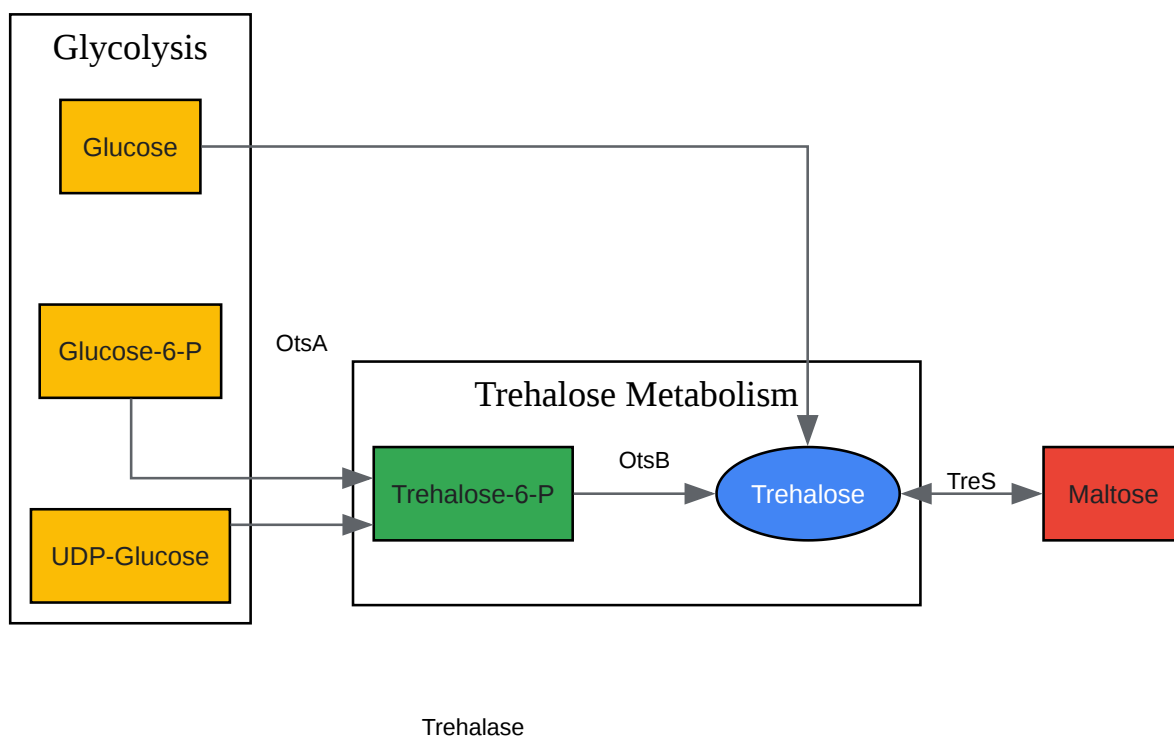 Glycolysis
Glucose
Glucose-6-P
OtsA
Trehalose Metabolism
OtsB
Trehalose-6-P
Trehalose
TreS
Maltose
UDP-Glucose
Trehalase